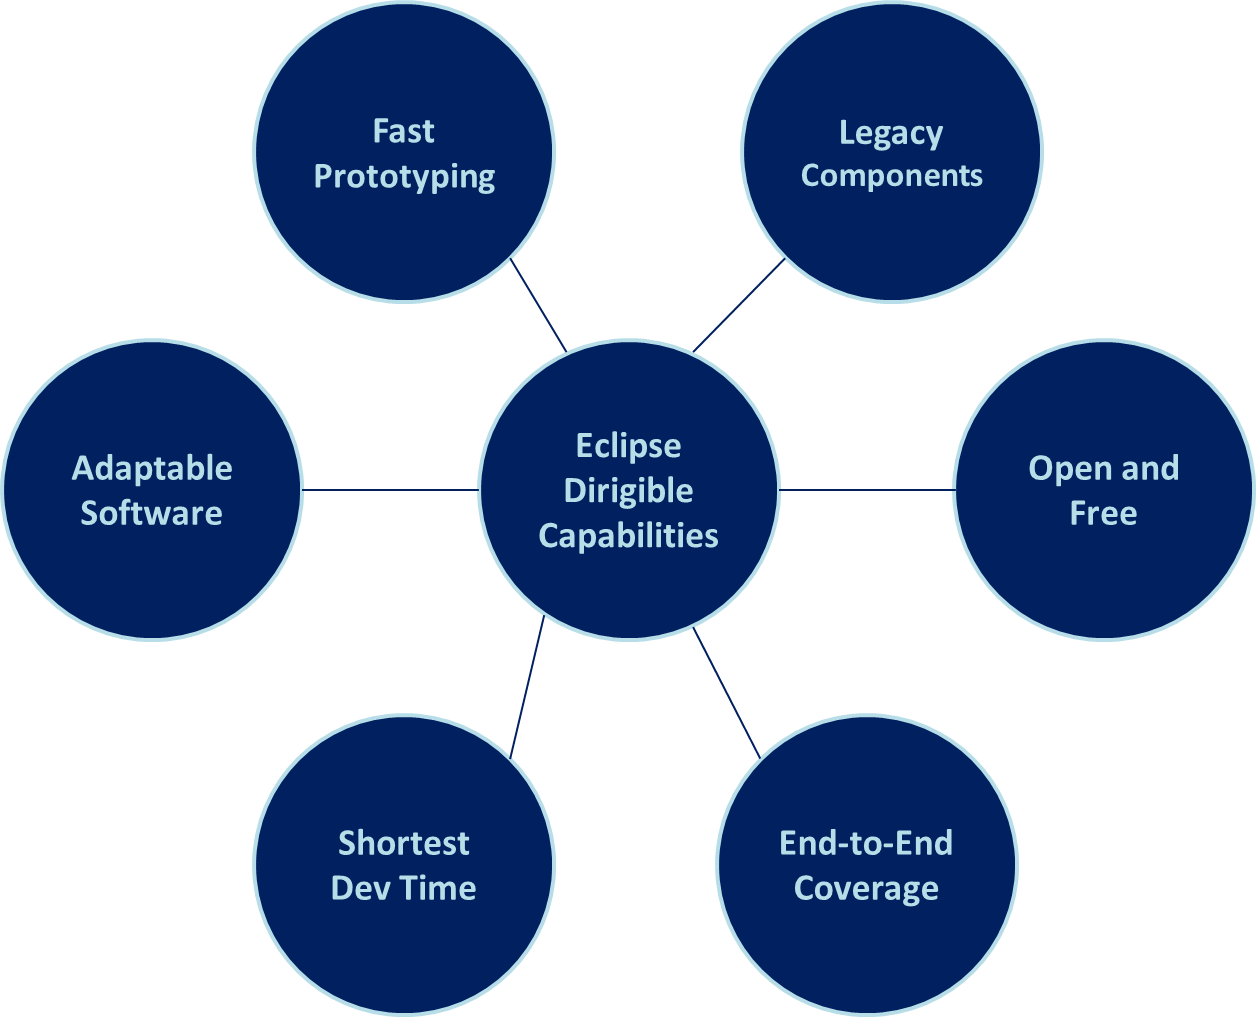 Fast
Prototyping
Legacy
Components
Adaptable
Software
Eclipse
Dirigible
Capabilities
Open and
Free
Shortest
Dev Time
End-to-End
Coverage